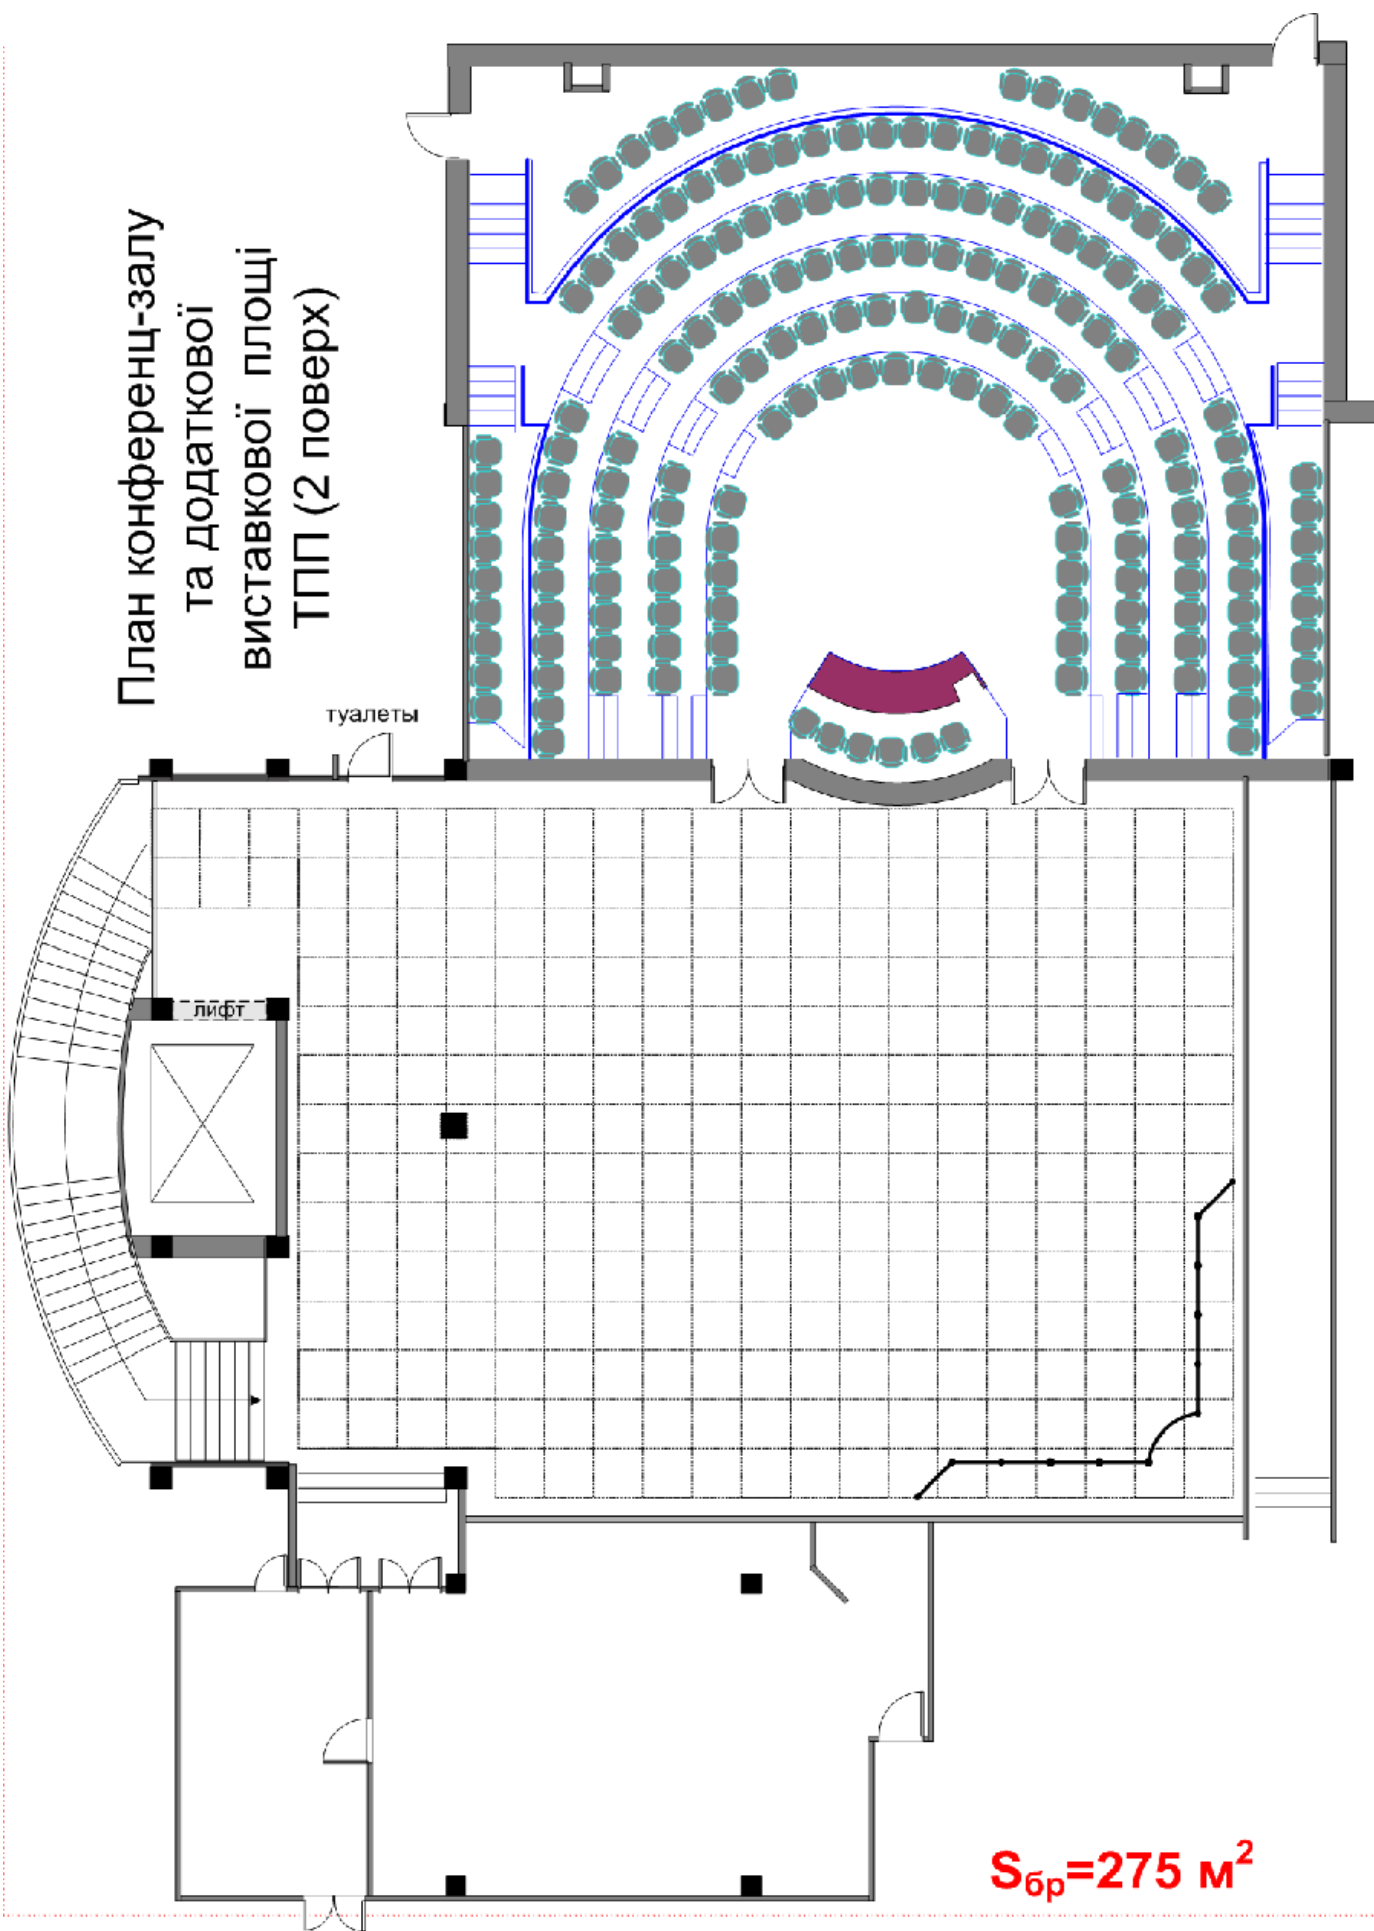 План конференц-залу
та додаткової
виставкової площі
ТПП (2 поверх)
туалеты
лифт
Sбр=275 м²